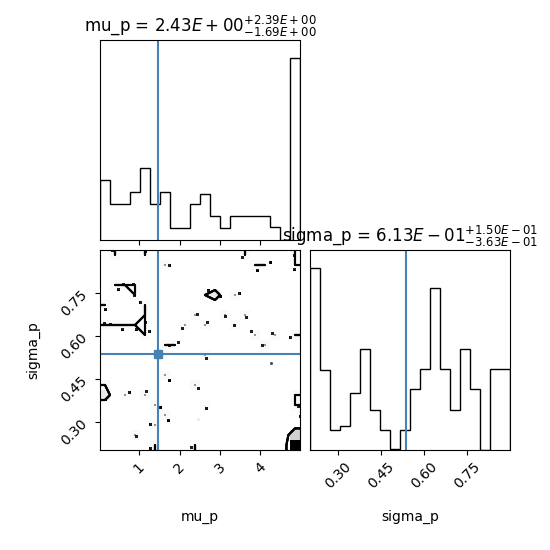 mu_p = 2.43E + 00 +2.39E + 00 −1.69E + 00
sigma_p = 6.13E − 01 +1.50E − 01 −3.63E − 01
0.75
0.60
0.45
0.30
sigma_p
1 2 3 4
0.30 0.45 0.60 0.75
mu_p
sigma_p